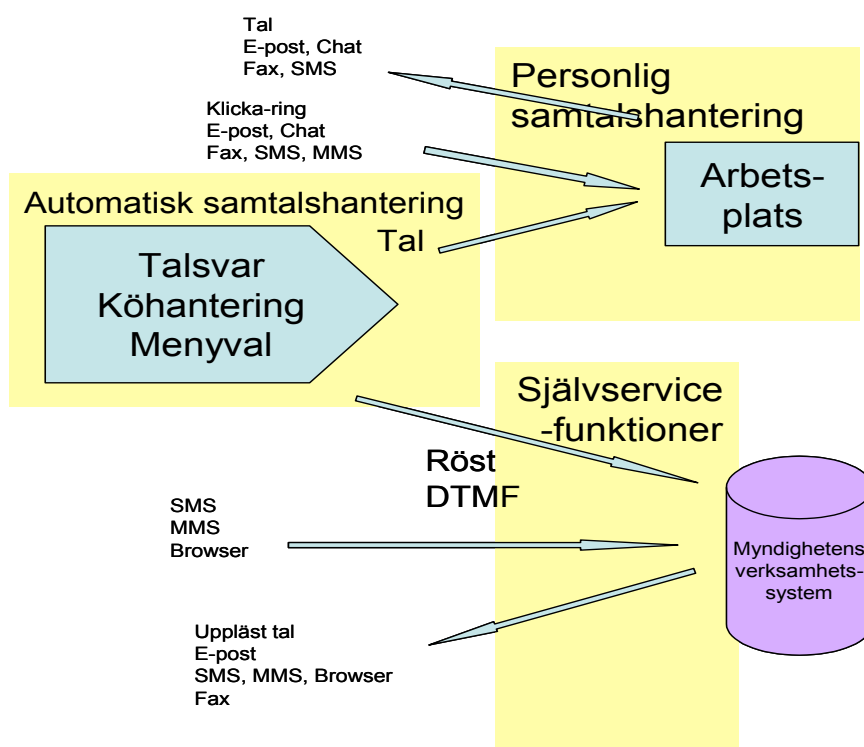 Tal
E-post, Chat
Fax, SMS
Personlig
samtalshantering
Klicka-ring
E-post, Chat
Fax, SMS, MMS
Arbets-
plats
Automatisk samtalshantering
Tal
Talsvar
Köhantering
Menyval
Självservice
-funktioner
Röst
DTMF
SMS
MMS
Browser
Myndighetens
verksamhets-
system
Uppläst tal
E-post
SMS, MMS, Browser
Fax